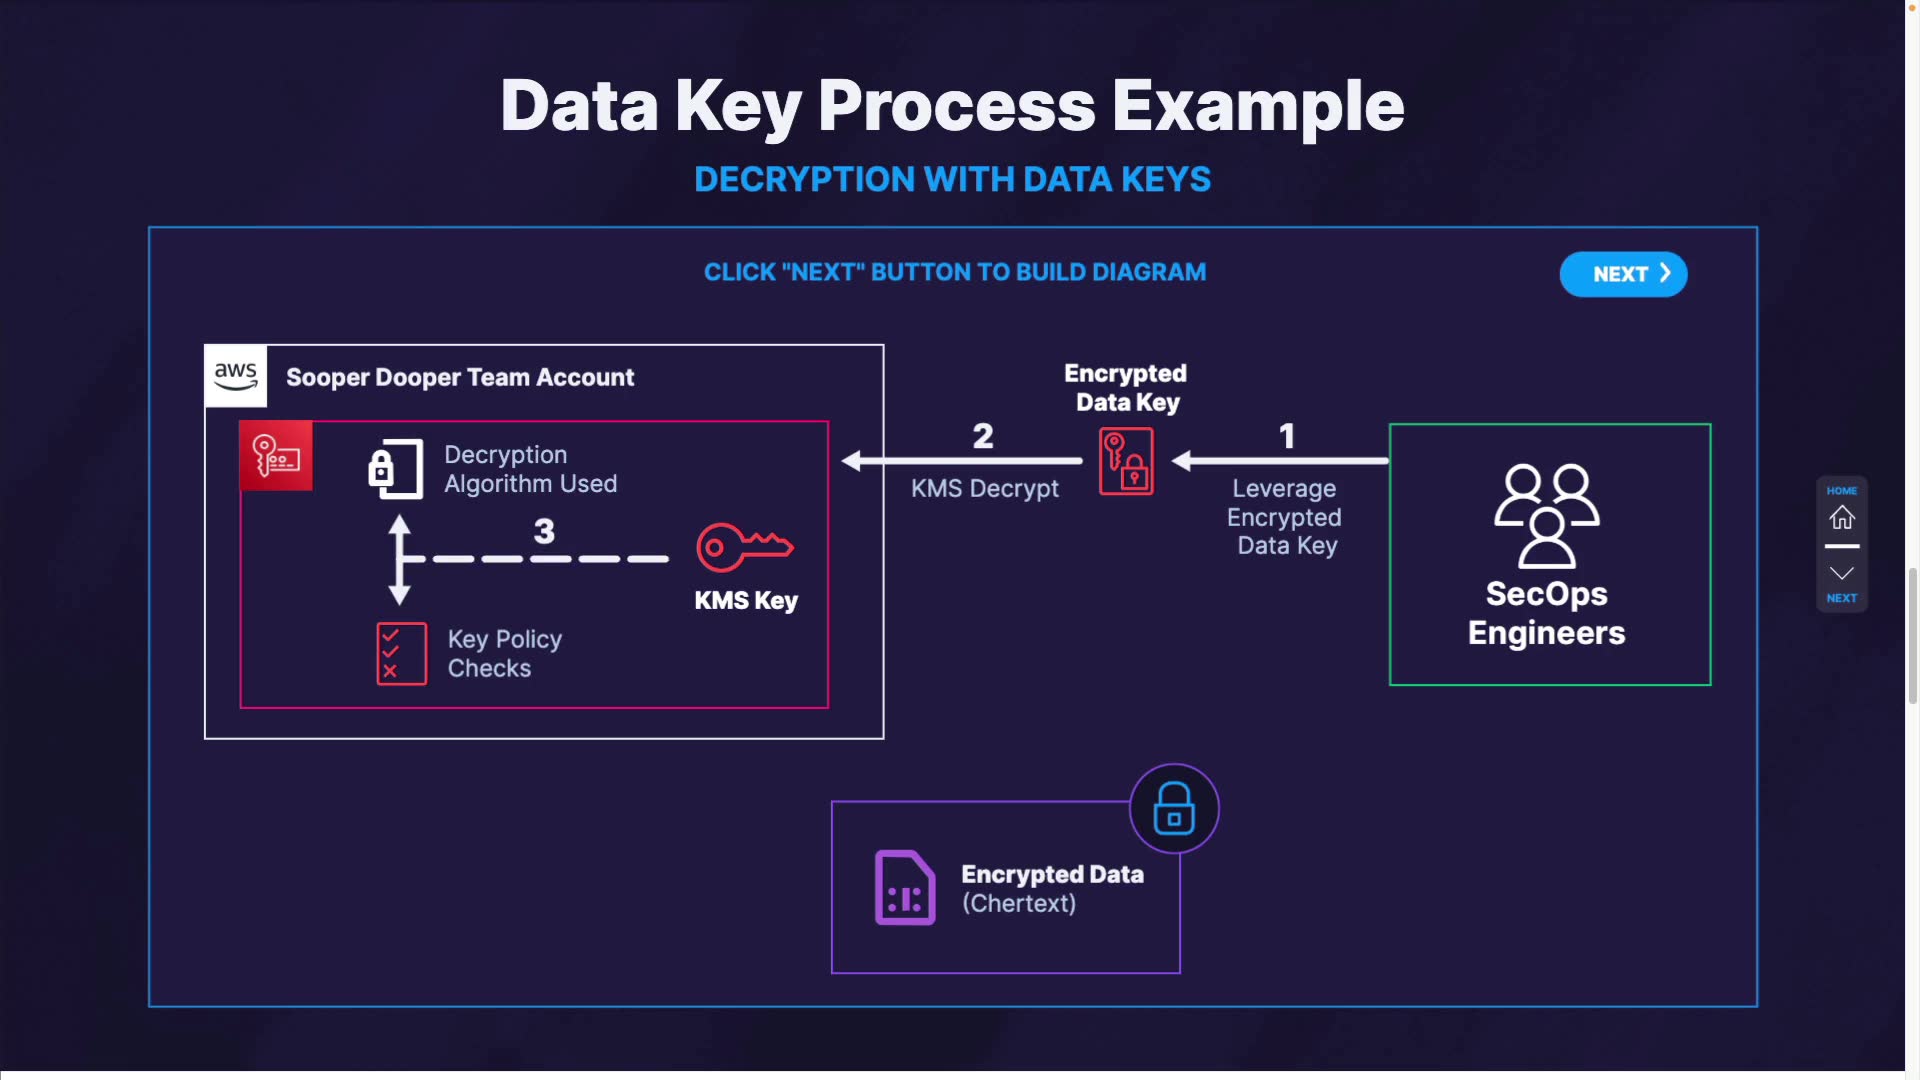 Data Key Process Example
DECRYPTION WITH DATA KEYS
CLICK "NEXT" BUTTON TO BUILD DIAGRAM
NEXT
aws
Sooper Dooper Team Account
Decryption
Algorithm Used
3
KMS Key
Key Policy
Checks
2
KMS Decrypt
Encrypted
Data Key
1
Leverage
Encrypted
Data Key
SecOps
Engineers
Encrypted Data
(Chertext)
HOME
NEXT